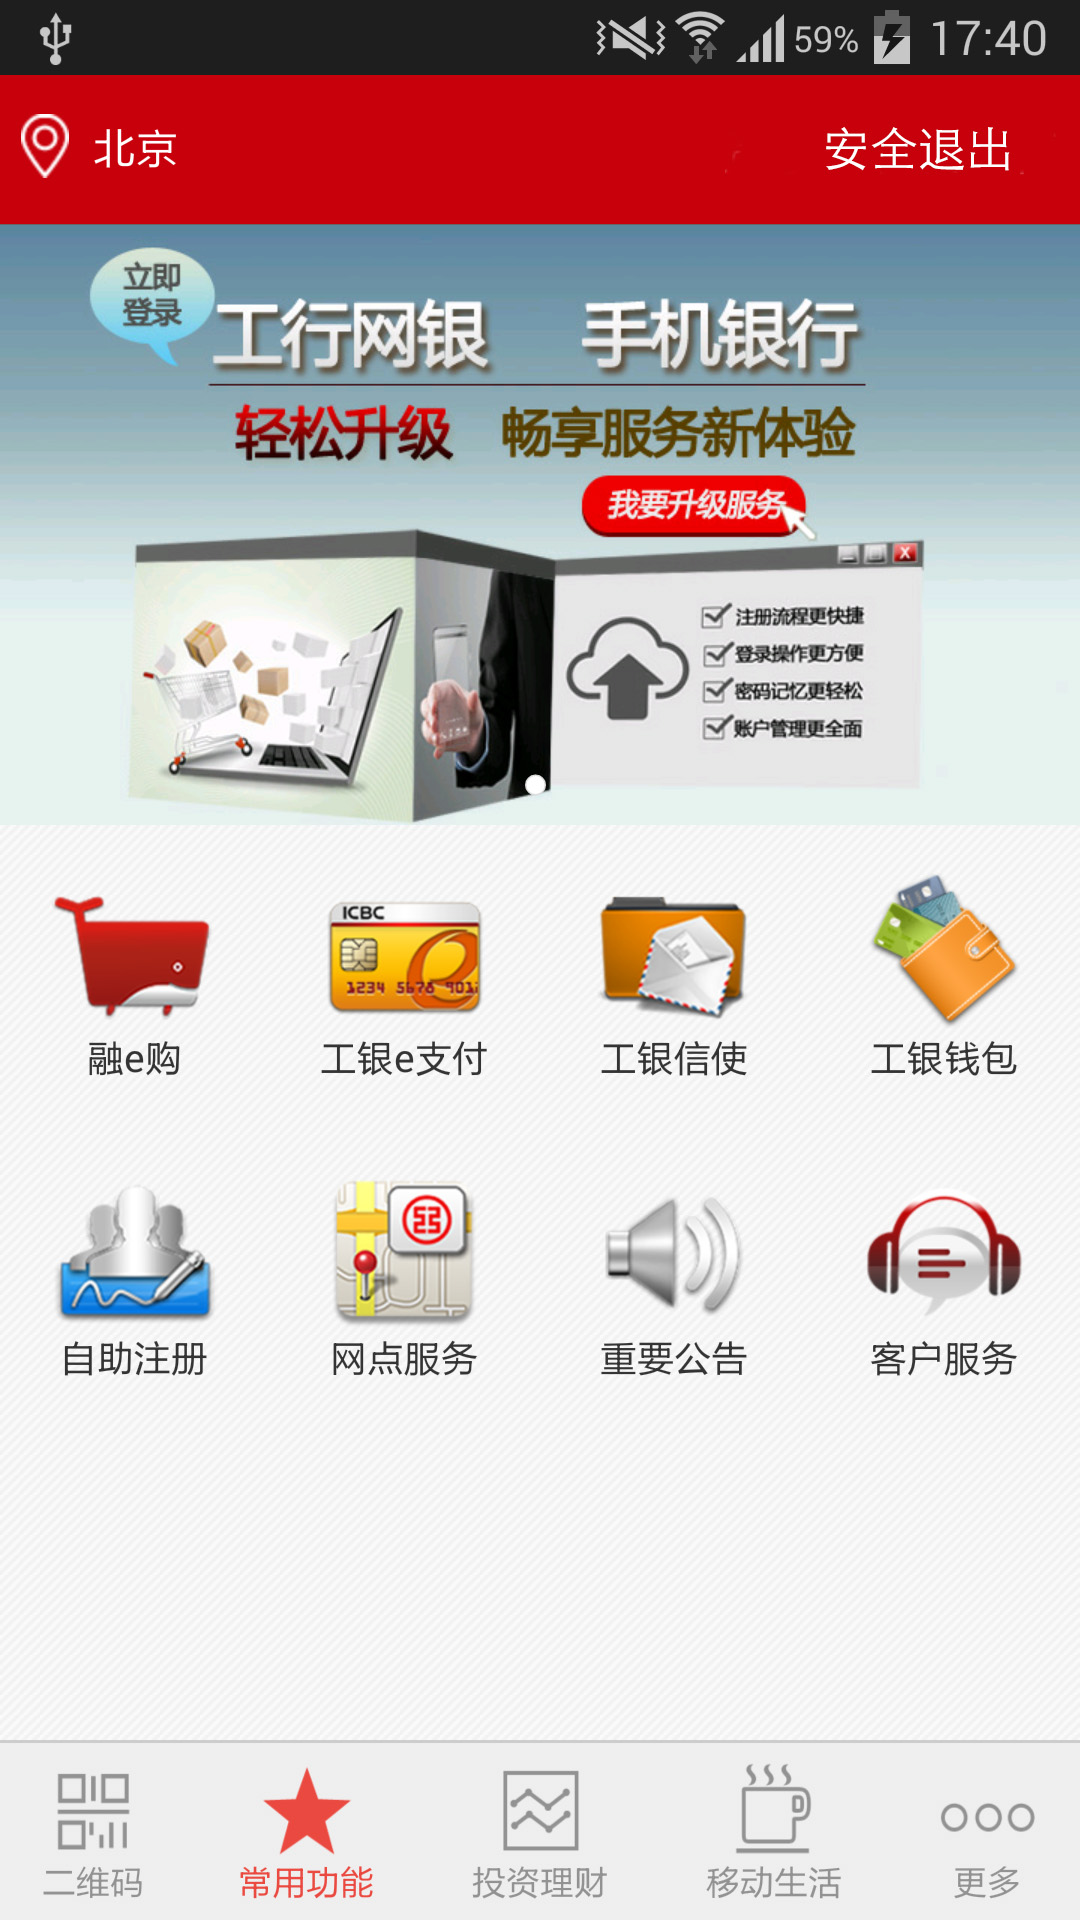 59% 17:40
北京 安全退出
立即
登录
工行网银 手机银行
轻松升级 畅享服务新体验
我要升级服务
X
注册流程更快捷
登录操作更方便
密码记忆更轻松
账户管理更全面
ICBC
1234 5678 901
融e购 工银e支付 工银信使 工银钱包
自助注册 网点服务 重要公告 客户服务
二维码 常用功能 投资理财 移动生活 更多